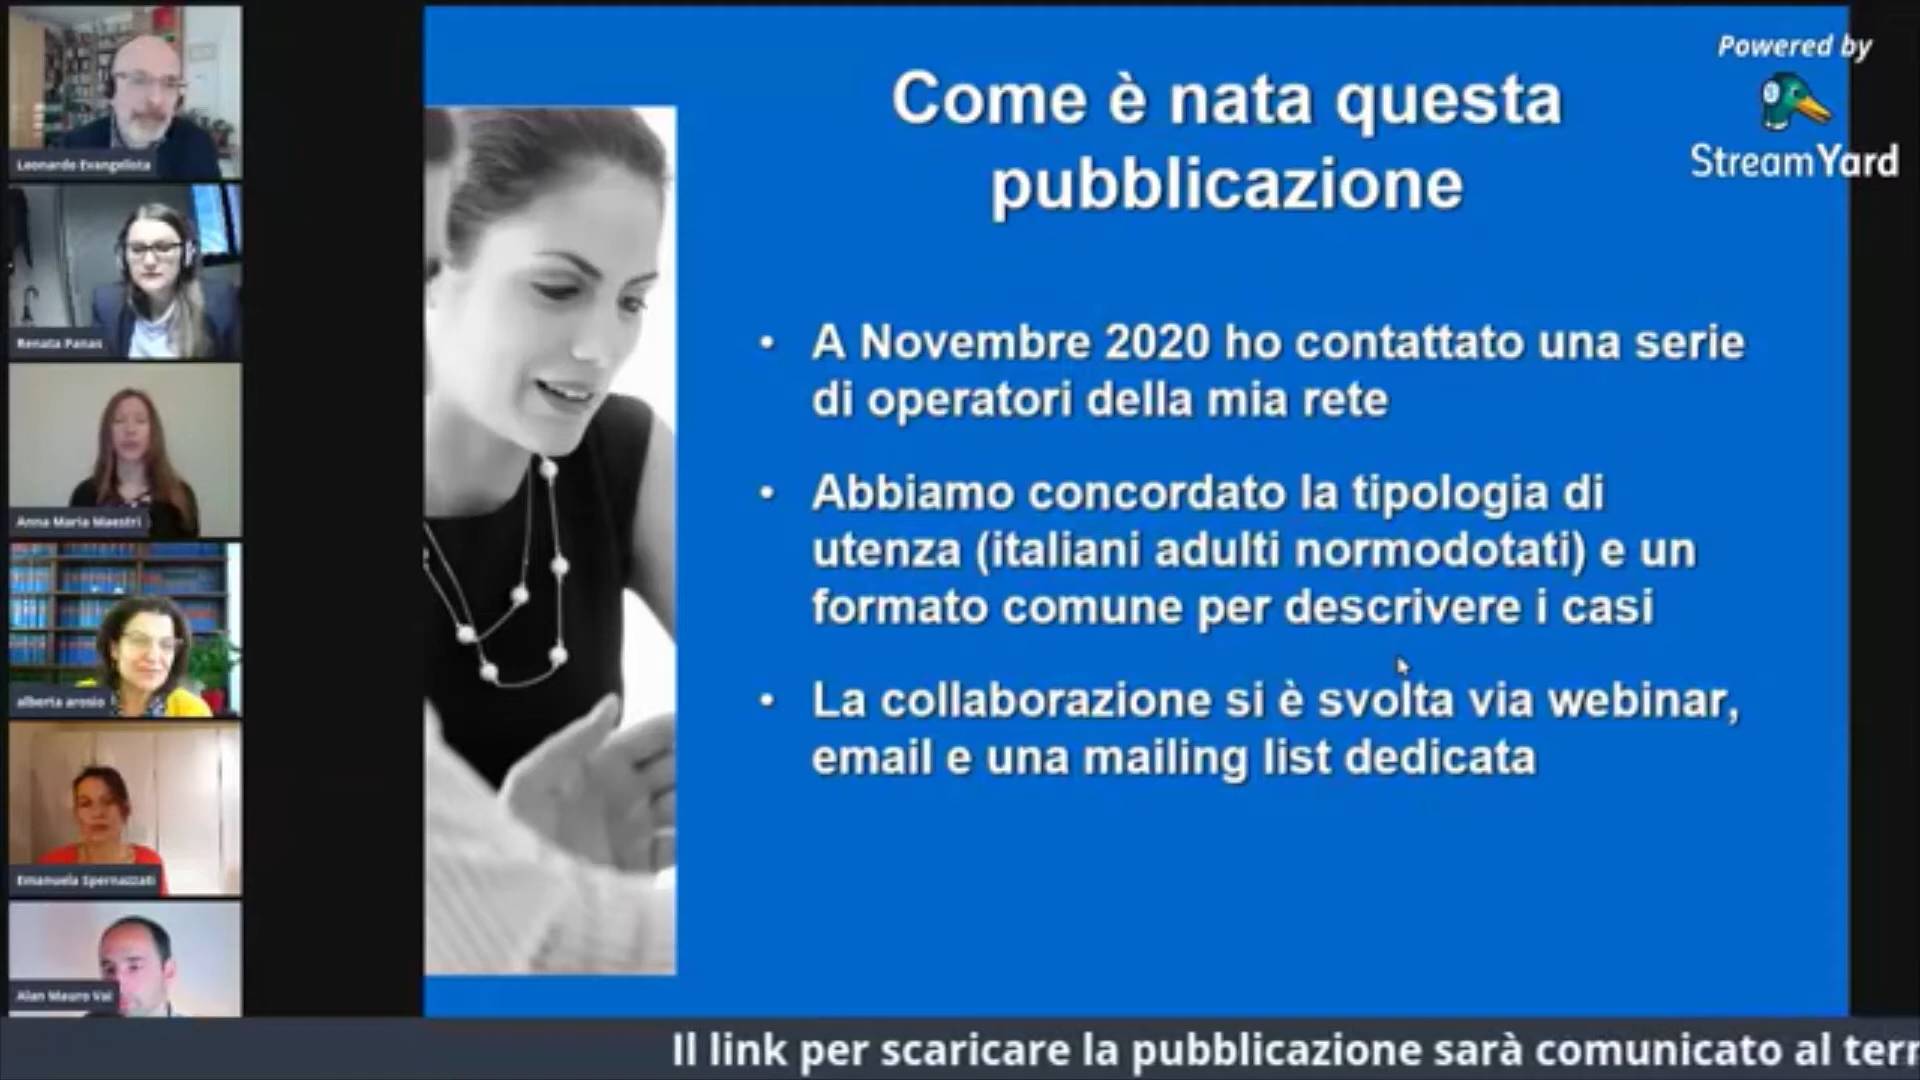 Leonardo Evangelista
Renata Panas
Anna Maria Maestri
alberta arosio
Emanuela Spernazzati
Alan Mauro Vai
Come è nata questa
pubblicazione
Powered by
StreamYard
• A Novembre 2020 ho contattato una serie
di operatori della mia rete
• Abbiamo concordato la tipologia di
utenza (italiani adulti normodotati) e un
formato comune per descrivere i casi
• La collaborazione si è svolta via webinar,
email e una mailing list dedicata
Il link per scaricare la pubblicazione sarà comunicato al